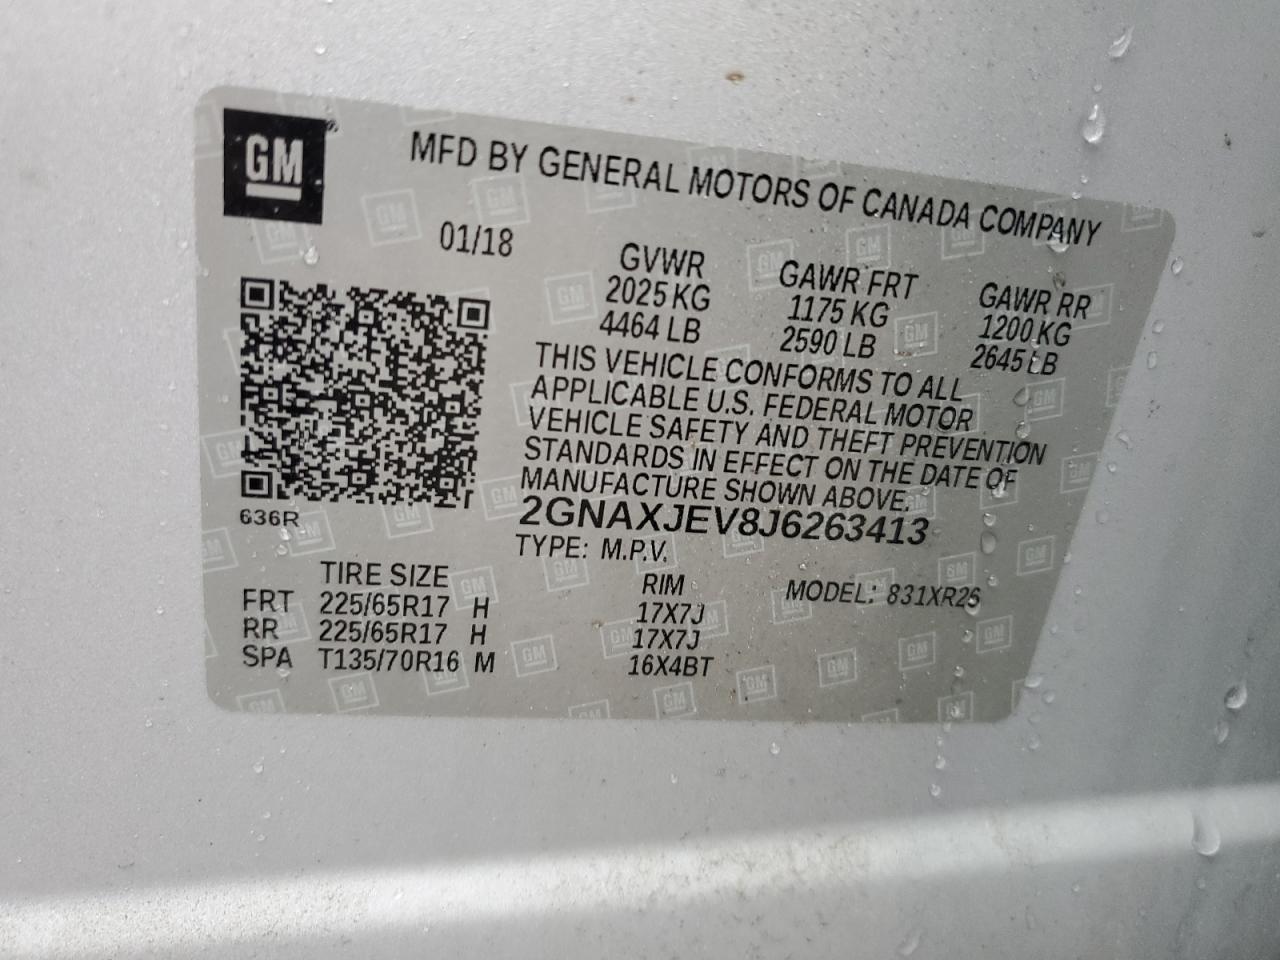 GM
MFD BY GENERAL MOTORS OF CANADA COMPANY
01/18
GVWR GAWR FRT GAWR RR
2025 KG 1175 KG 1200 KG
4464 LB 2590 LB 2645 LB
THIS VEHICLE CONFORMS TO ALL
APPLICABLE U.S. FEDERAL MOTOR
VEHICLE SAFETY AND THEFT PREVENTION
STANDARDS IN EFFECT ON THE DATE OF
MANUFACTURE SHOWN ABOVE.
636R
2GNAXJEV8J6263413
TYPE: M.P.V.
MODEL: 831XR26
TIRE SIZE RIM
FRT 225/65R17 H 17X7J
RR 225/65R17 H 17X7J
SPA T135/70R16 M 16X4BT